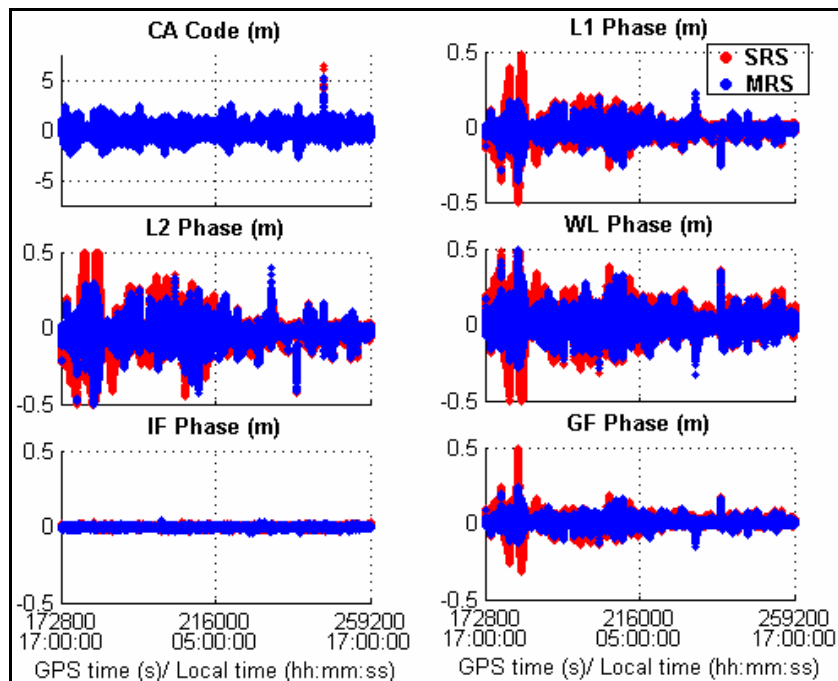 CA Code (m)
5
0
-5
L1 Phase (m)
0.5
0
-0.5
SRS
MRS
L2 Phase (m)
0.5
0
-0.5
WL Phase (m)
0.5
0
-0.5
IF Phase (m)
0.5
0
-0.5
172800 216000 259200
17:00:00 05:00:00 17:00:00
GPS time (s)/ Local time (hh:mm:ss)
GF Phase (m)
0.5
0
-0.5
172800 216000 259200
17:00:00 05:00:00 17:00:00
GPS time (s)/ Local time (hh:mm:ss)